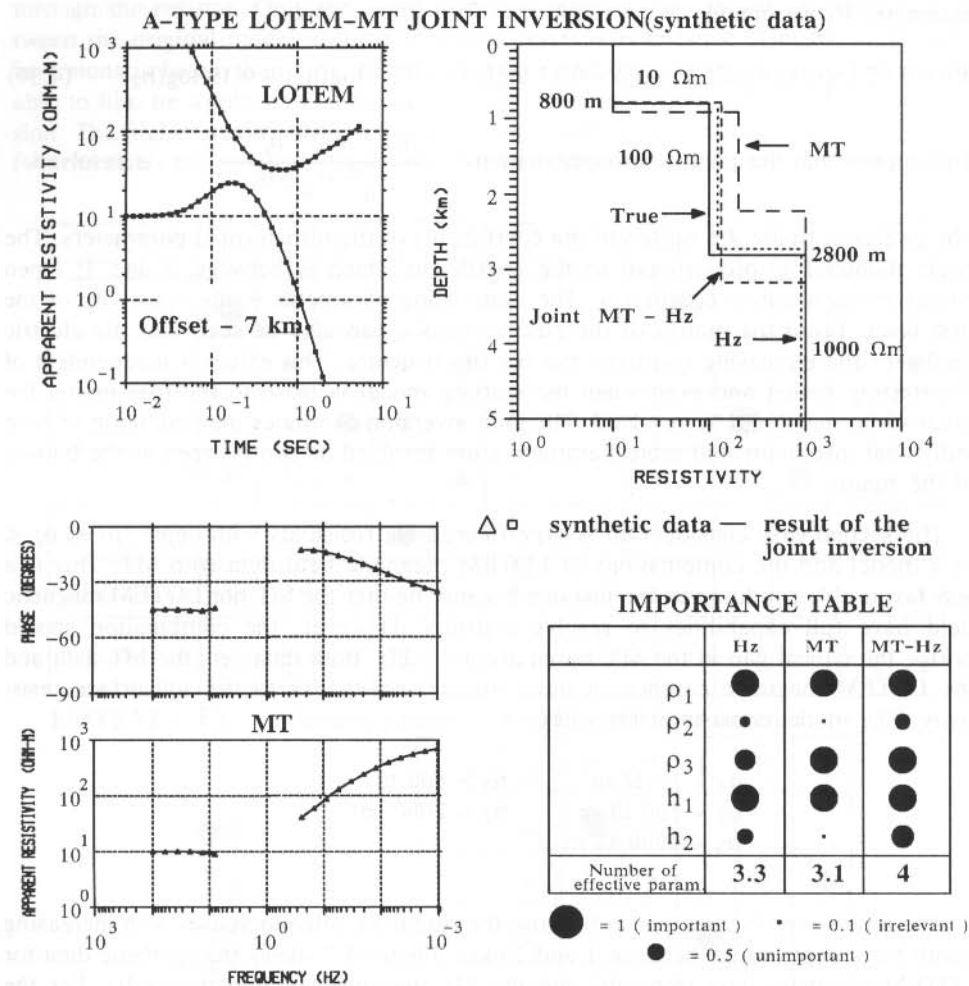 A-TYPE LOTEM-MT JOINT INVERSION(synthetic data)
APPARENT RESISTIVITY (OHM-M)
10^3
10^2
10^1
10^0
10^-1
LOTEM
Offset = 7 km
10^-2 10^-1 10^0 10^1
TIME (SEC)
DEPTH (km)
0
1
2
3
4
5
10 Ωm
800 m
100 Ωm
MT
True
2800 m
Joint MT - Hz
Hz
1000 Ωm
10^0 10^1 10^2 10^3 10^4
RESISTIVITY
Δ □ synthetic data — result of the
joint inversion
PHASE (DEGREES)
0
-30
-60
-90
MT
APPARENT RESISTIVITY (OHM-M)
10^3
10^2
10^1
10^0
10^3 10^0 10^-3
FREQUENCY (HZ)
IMPORTANCE TABLE
Hz MT MT-Hz
ρ1
ρ2
ρ3
h1
h2
Number of
effective param. 3.3 3.1 4
= 1 ( important ) = 0.1 ( irrelevant )
= 0.5 ( unimportant )